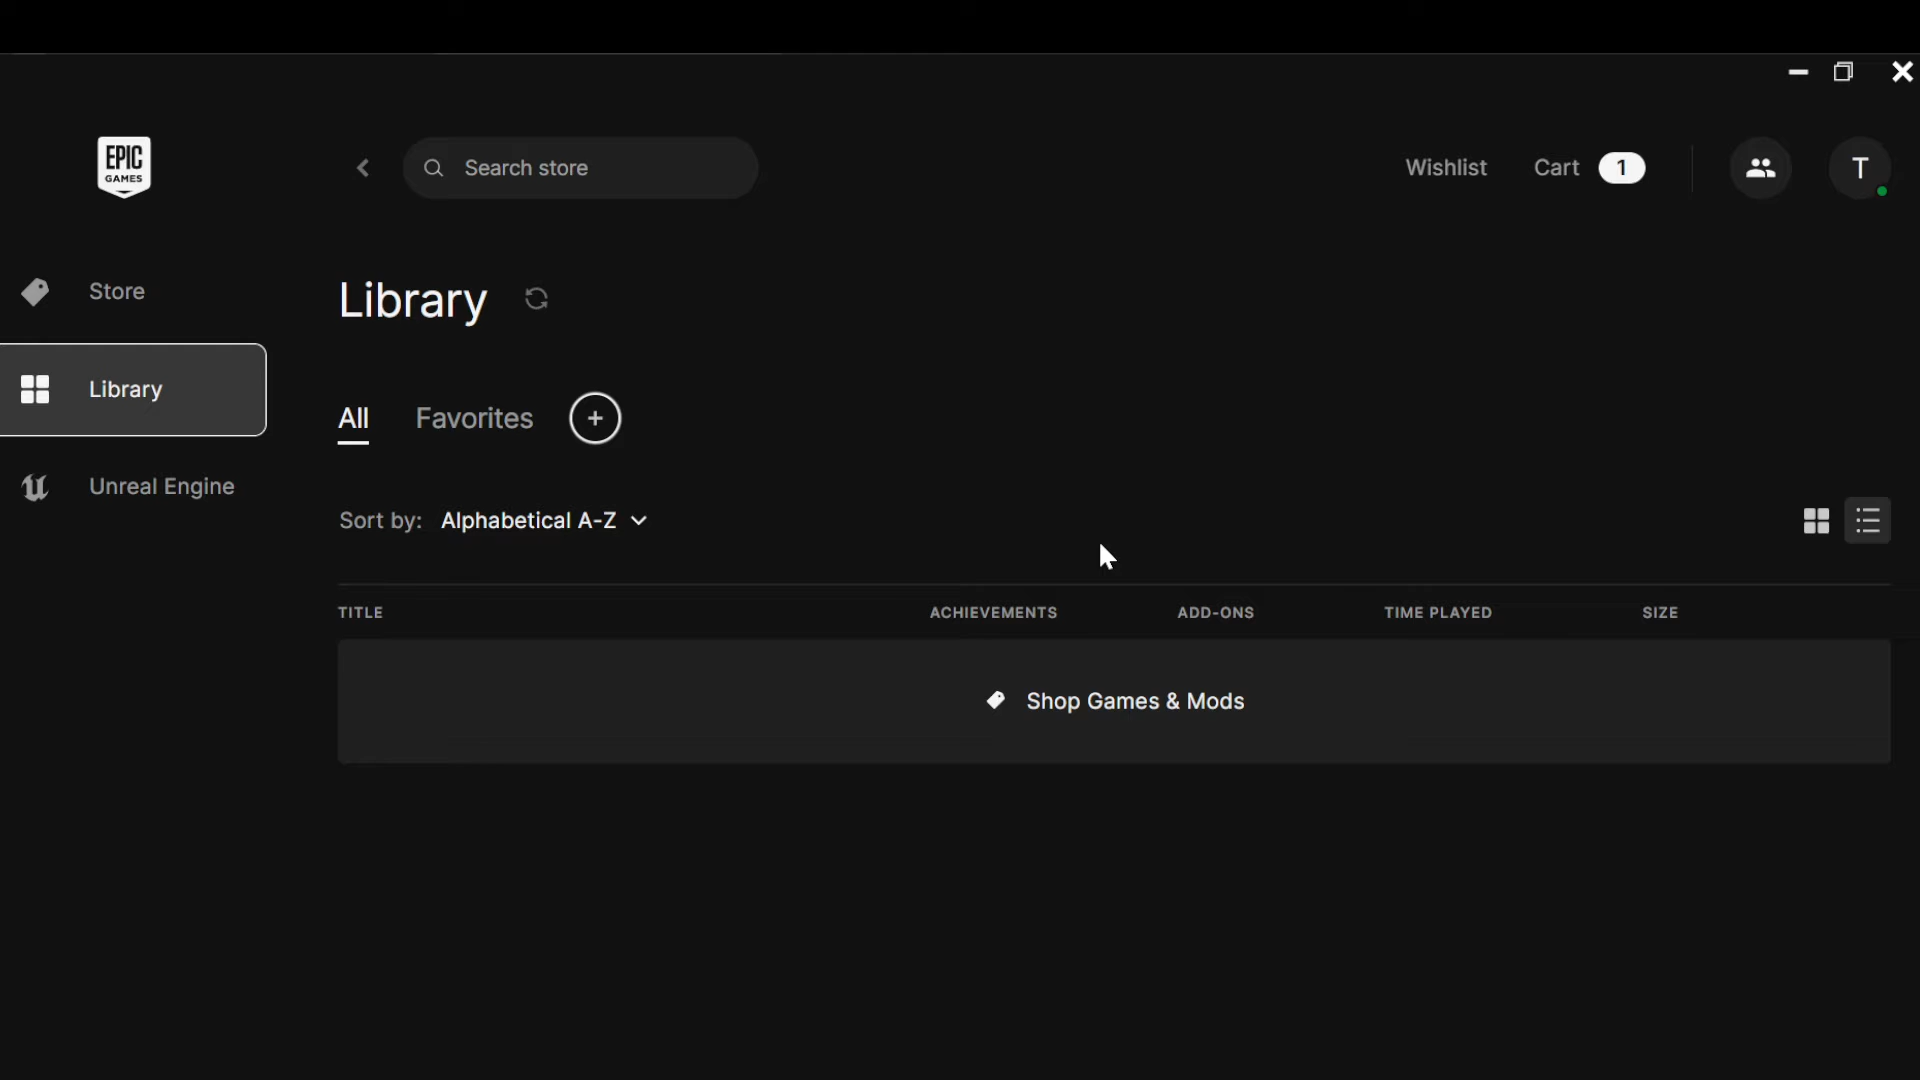 EPIC
GAMES
Search store
Wishlist
Cart 1
T
Store
Library
Library
All Favorites +
Unreal Engine
Sort by: Alphabetical A-Z
TITLE ACHIEVEMENTS ADD-ONS TIME PLAYED SIZE
Shop Games & Mods